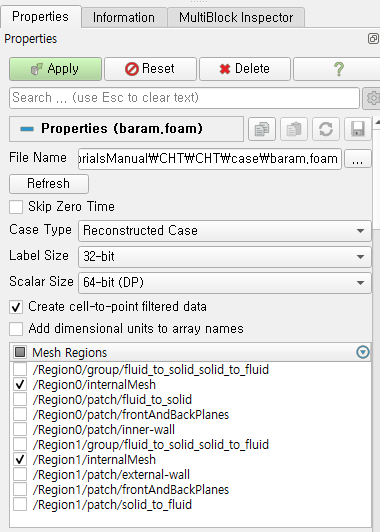 Properties Information MultiBlock Inspector
Properties
Apply Reset Delete ?
Search ... (use Esc to clear text)
Properties (baram.foam)
File Name orialsManual₩CHT₩CHT₩case₩baram.foam ...
Refresh
Skip Zero Time
Case Type Reconstructed Case
Label Size 32-bit
Scalar Size 64-bit (DP)
Create cell-to-point filtered data
Add dimensional units to array names
Mesh Regions
/Region0/group/fluid_to_solid_solid_to_fluid
/Region0/internalMesh
/Region0/patch/fluid_to_solid
/Region0/patch/frontAndBackPlanes
/Region0/patch/inner-wall
/Region1/group/fluid_to_solid_solid_to_fluid
/Region1/internalMesh
/Region1/patch/external-wall
/Region1/patch/frontAndBackPlanes
/Region1/patch/solid_to_fluid